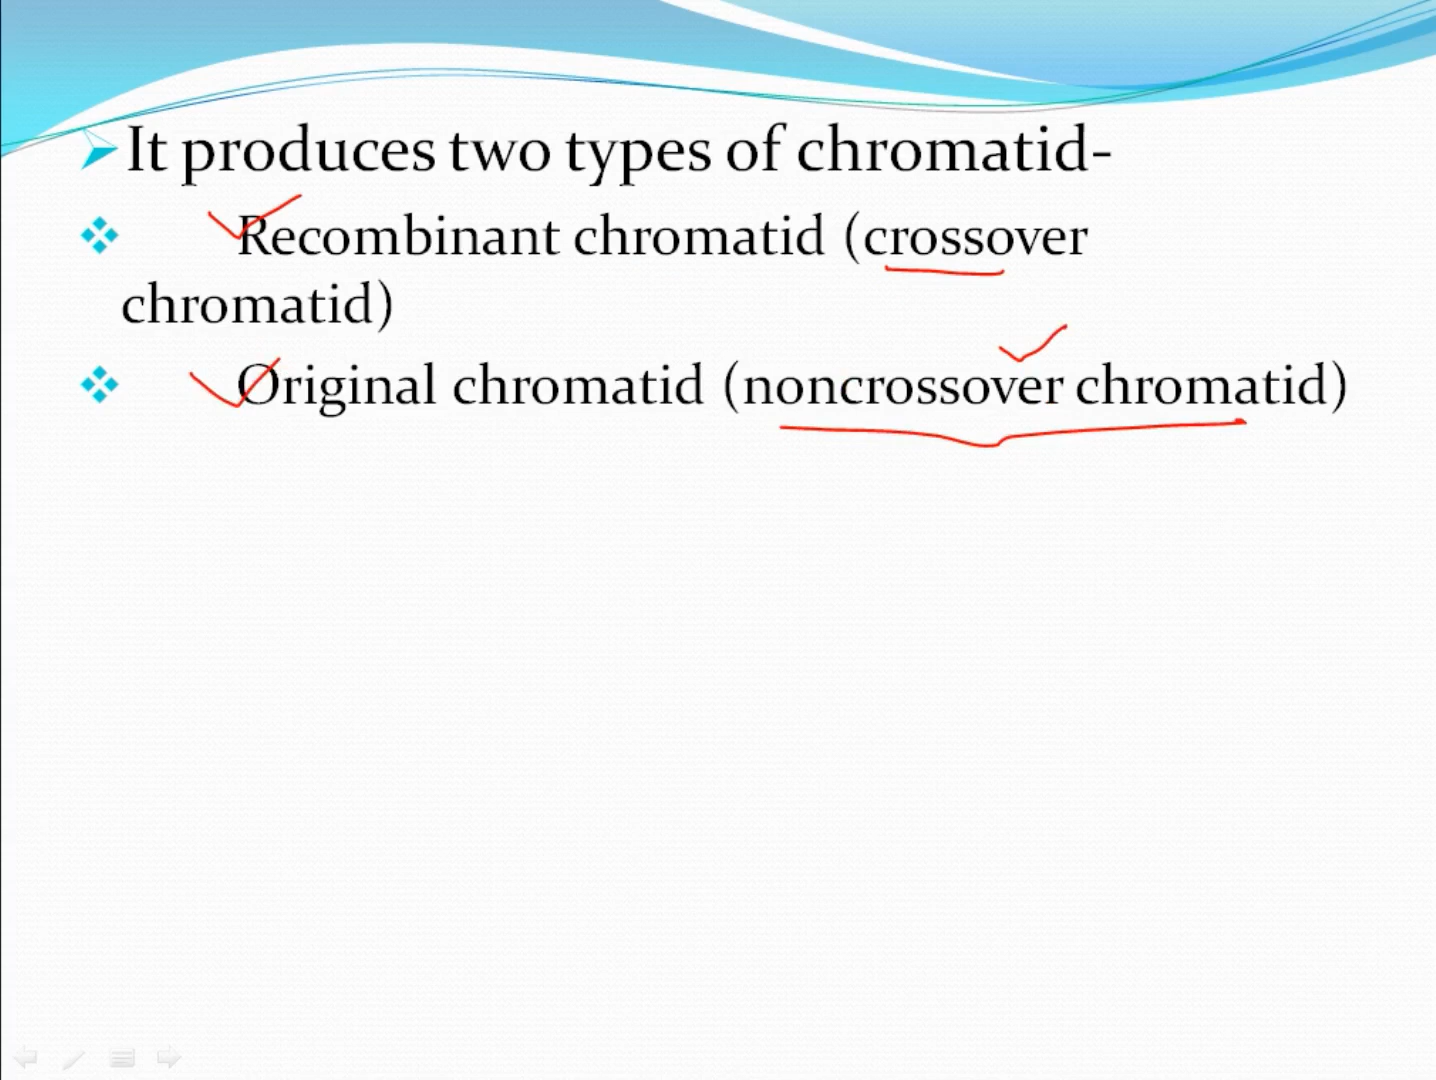 It produces two types of chromatid-
Recombinant chromatid (crossover
chromatid)
Original chromatid (noncrossover chromatid)